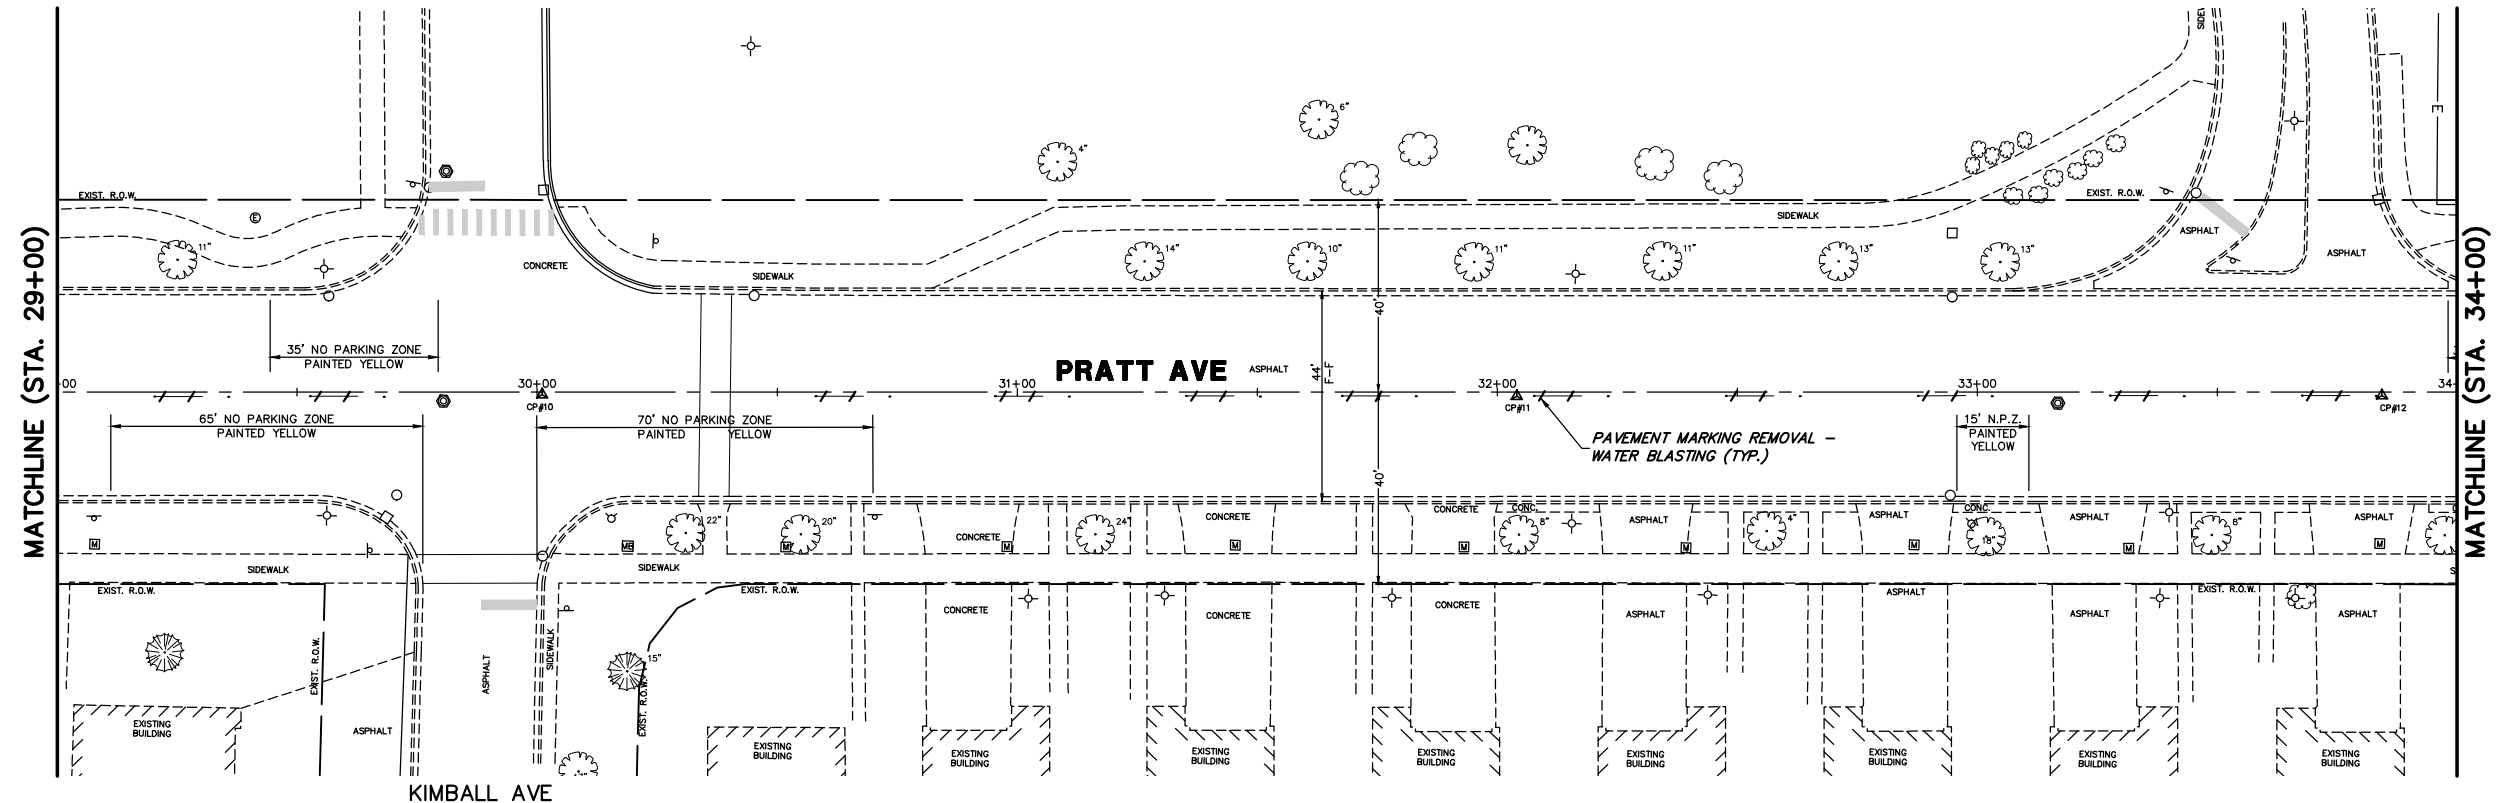 SIDEWALK
E
6"
4"
EXIST. R.O.W.
EXIST. R.O.W.
E
SIDEWALK
ASPHALT
11"
CONCRETE
SIDEWALK
14"
10"
11"
11"
13"
13"
ASPHALT
MATCHLINE (STA. 29+00)
MATCHLINE (STA. 34+00)
40'
35' NO PARKING ZONE
PAINTED YELLOW
PRATT AVE
ASPHALT
44'
F-F
00
30+00
31+00
32+00
33+00
34
CP#10
CP#11
CP#12
65' NO PARKING ZONE
PAINTED YELLOW
70' NO PARKING ZONE
PAINTED YELLOW
15' N.P.Z.
PAINTED
YELLOW
PAVEMENT MARKING REMOVAL -
WATER BLASTING (TYP.)
40'
22"
20"
24"
CONCRETE
CONCRETE
CONC.
8"
ASPHALT
4"
ASPHALT
CONC.
18"
ASPHALT
8"
ASPHALT
M
MB
M
CONCRETE
M
M
M
M
M
M
M
SIDEWALK
SIDEWALK
EXIST. R.O.W.
EXIST. R.O.W.
EXIST. R.O.W.
CONCRETE
CONCRETE
CONCRETE
ASPHALT
ASPHALT
ASPHALT
ASPHALT
EXIST. R.O.W.
ASPHALT
SIDEWALK
15"
EXIST. R.O.W.
EXISTING
BUILDING
ASPHALT
EXISTING
BUILDING
EXISTING
BUILDING
EXISTING
BUILDING
EXISTING
BUILDING
EXISTING
BUILDING
EXISTING
BUILDING
EXISTING
BUILDING
EXISTING
BUILDING
KIMBALL AVE